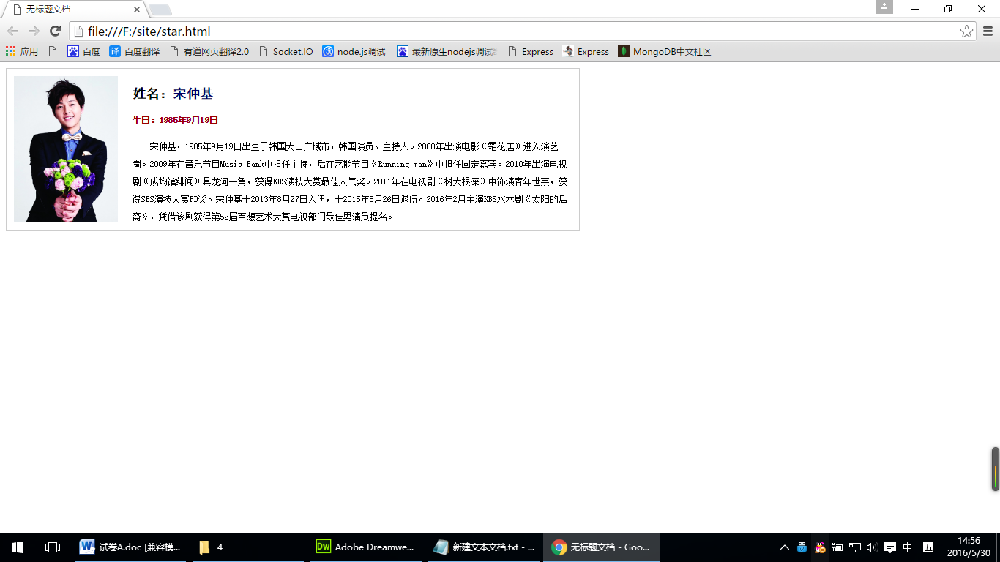 无标题文档
file:///F:/site/star.html
应用 百度 百度翻译 有道网页翻译2.0 Socket.IO node.js调试 最新原生nodejs调试 Express Express MongoDB中文社区
姓名：宋仲基
生日：1985年9月19日
宋仲基，1985年9月19日出生于韩国大田广域市，韩国演员、主持人。2008年出演电影《霜花店》进入演艺
圈。2009年在音乐节目Music Bank中担任主持，后在艺能节目《Running man》中担任固定嘉宾。2010年出演电视
剧《成均馆绯闻》具龙河一角，获得KBS演技大赏最佳人气奖。2011年在电视剧《树大根深》中饰演青年世宗，获
得SBS演技大赏PD奖。宋仲基于2013年8月27日入伍，于2015年5月26日退伍。2016年2月主演KBS水木剧《太阳的后
裔》，凭借该剧获得第52届百想艺术大赏电视部门最佳男演员提名。
试卷A.doc [兼容模... 4 Adobe Dreamwe... 新建文本文档.txt - ... 无标题文档 - Goo... 中 五 14:56
2016/5/30